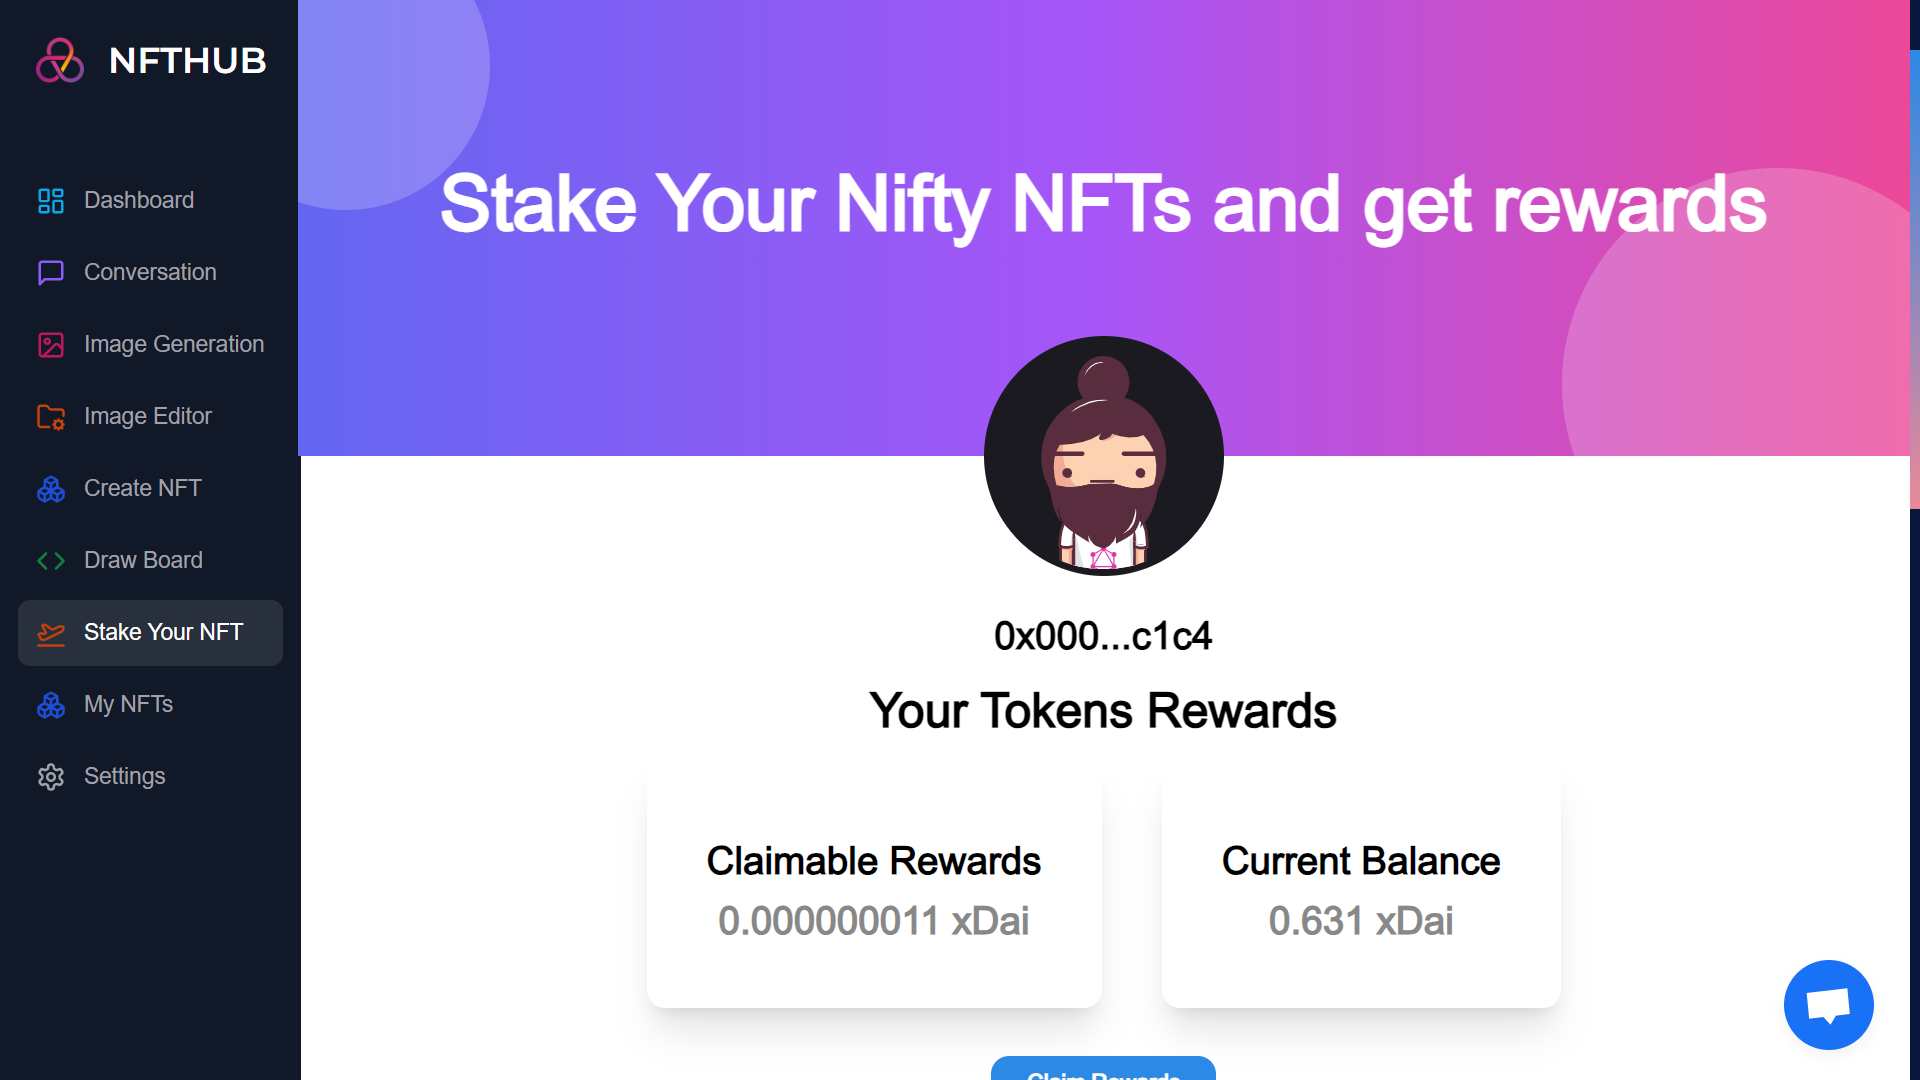 NFTHUB
Dashboard
Conversation
Image Generation
Image Editor
Create NFT
Draw Board
Stake Your NFT
My NFTs
Settings
Stake Your Nifty NFTs and get rewards
0x000...c1c4
Your Tokens Rewards
Claimable Rewards
0.000000011 xDai
Current Balance
0.631 xDai
Claim Rewards